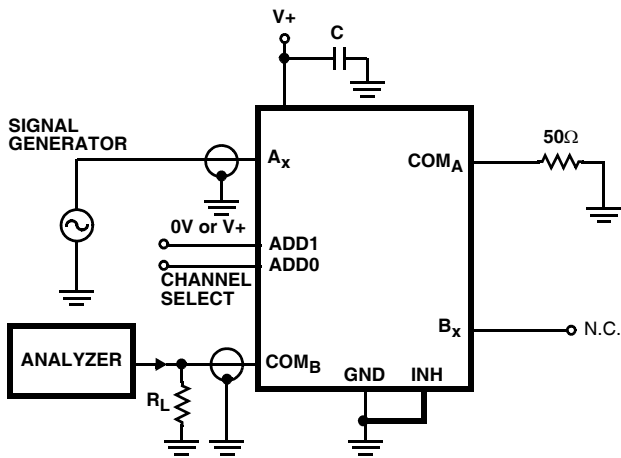 V+
C
SIGNAL
GENERATOR
Ax
COMA
50Ω
0V or V+
ADD1
ADD0
CHANNEL
SELECT
Bx
N.C.
ANALYZER
COMB
RL
GND
INH